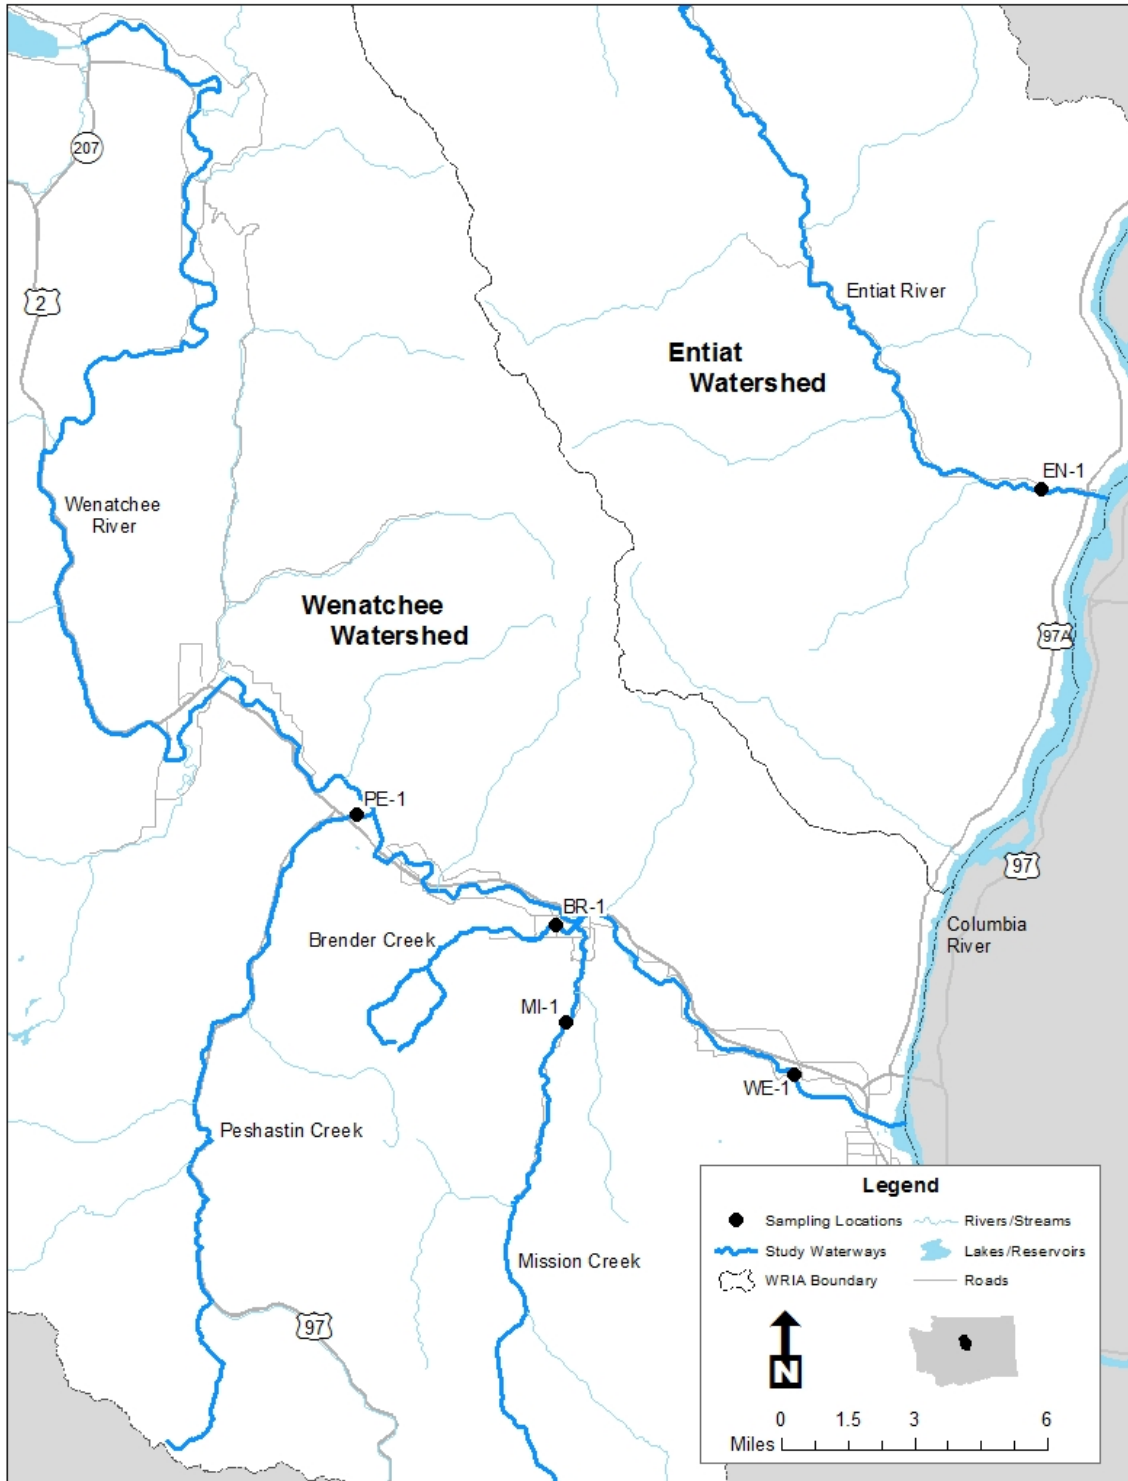 207
2
Entiat River
Entiat
Watershed
EN-1
Wenatchee
River
Wenatchee
Watershed
97A
PE-1
97
BR-1
Columbia
River
Brender Creek
MI-1
WE-1
Peshastin Creek
Mission Creek
97
Legend
Sampling Locations
Rivers/Streams
Study Waterways
Lakes/Reservoirs
WRIA Boundary
Roads
N
0 1.5 3 6
Miles